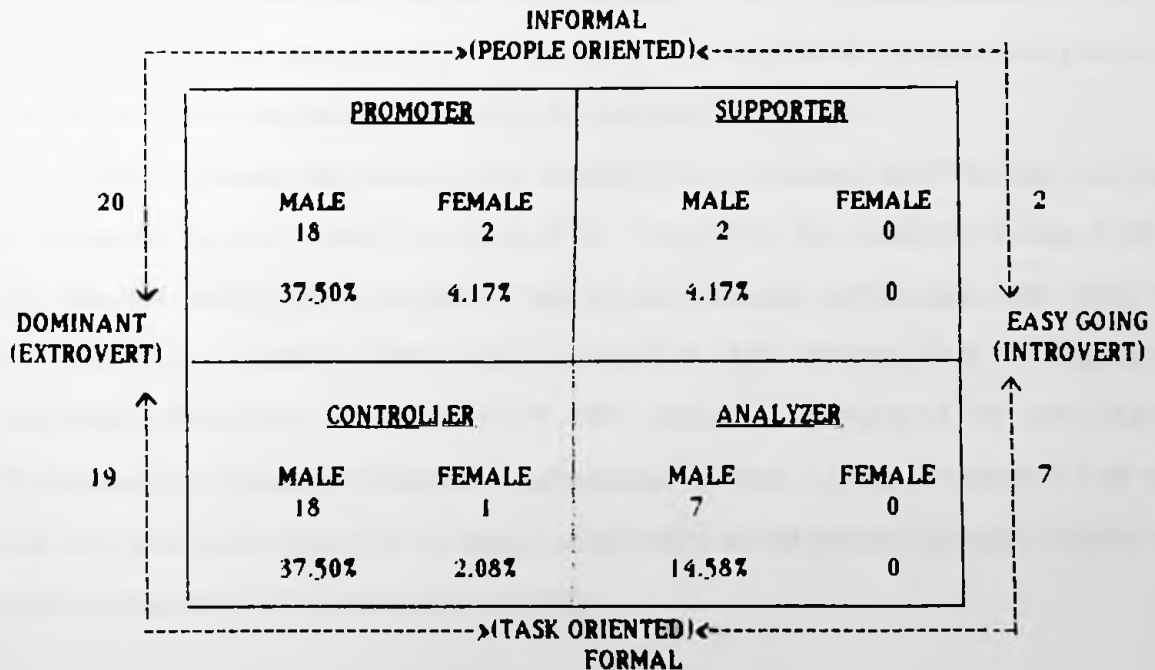 INFORMAL
(PEOPLE ORIENTED)
PROMOTER SUPPORTER
20 MALE FEMALE MALE FEMALE 2
18 2 2 0
37.50% 4.17% 4.17% 0
DOMINANT EASY GOING
(EXTROVERT) (INTROVERT)
CONTROLLER ANALYZER
19 MALE FEMALE MALE FEMALE 7
18 1 7 0
37.50% 2.08% 14.58% 0
(TASK ORIENTED)
FORMAL